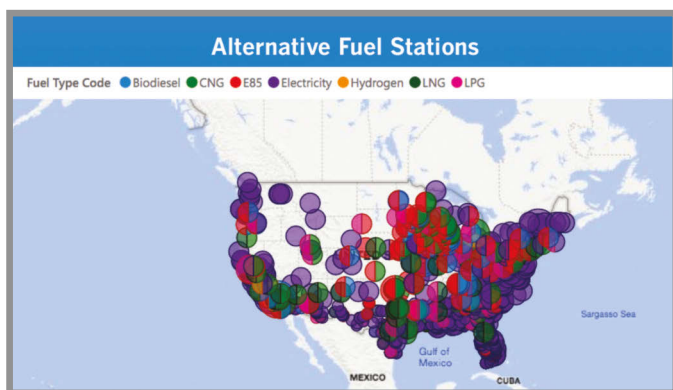 Alternative Fuel Stations
Fuel Type Code Biodiesel CNG E85 Electricity Hydrogen LNG LPG
Sargasso Sea
Gulf of
Mexico
MEXICO
CUBA